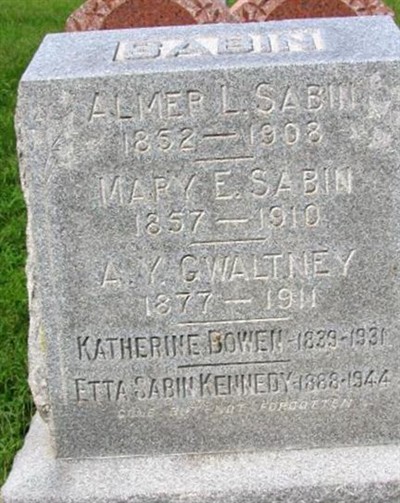 SABIN
ALMER L. SABIN
1852 — 1908
MARY E. SABIN
1857 — 1910
A. Y. GWALTNEY
1877 — 1911
KATHERINE BOWEN - 1839 - 1931
ETTA SABIN KENNEDY - 1888 - 1944
GONE BUT NOT FORGOTTEN